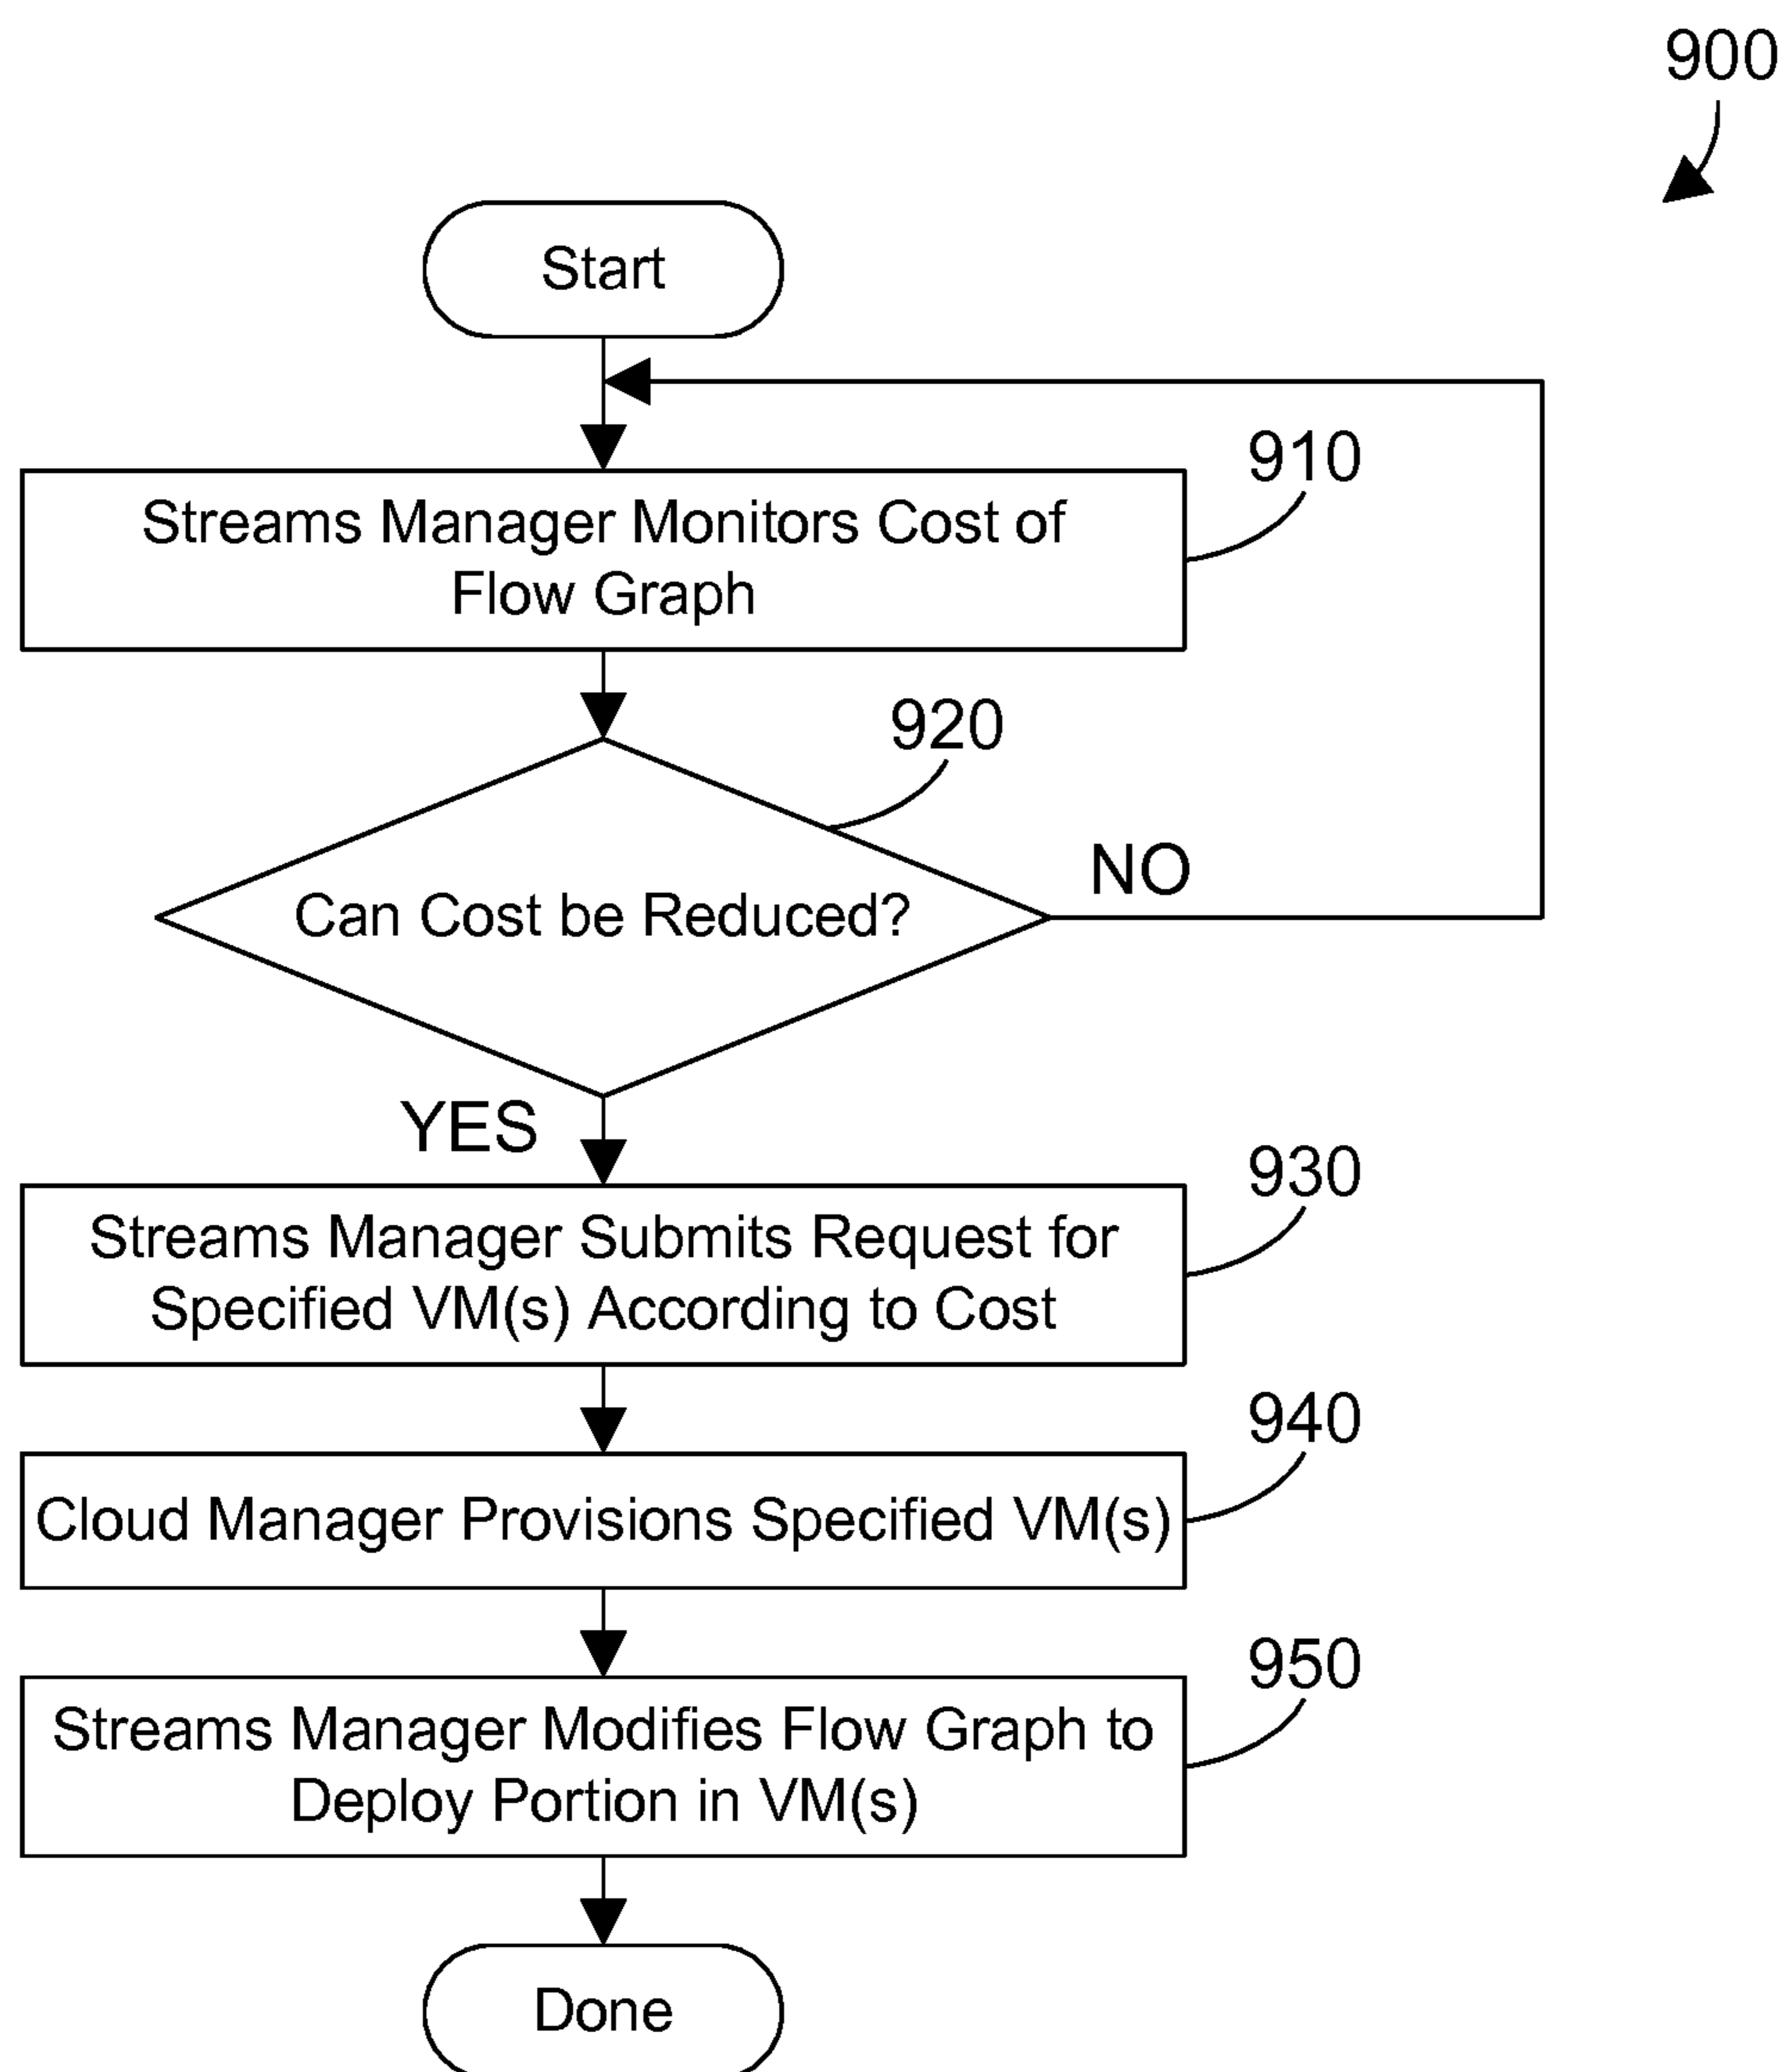 900
Start
910
Streams Manager Monitors Cost of
Flow Graph
920
NO
Can Cost be Reduced?
YES
930
Streams Manager Submits Request for
Specified VM(s) According to Cost
940
Cloud Manager Provisions Specified VM(s)
950
Streams Manager Modifies Flow Graph to
Deploy Portion in VM(s)
Done